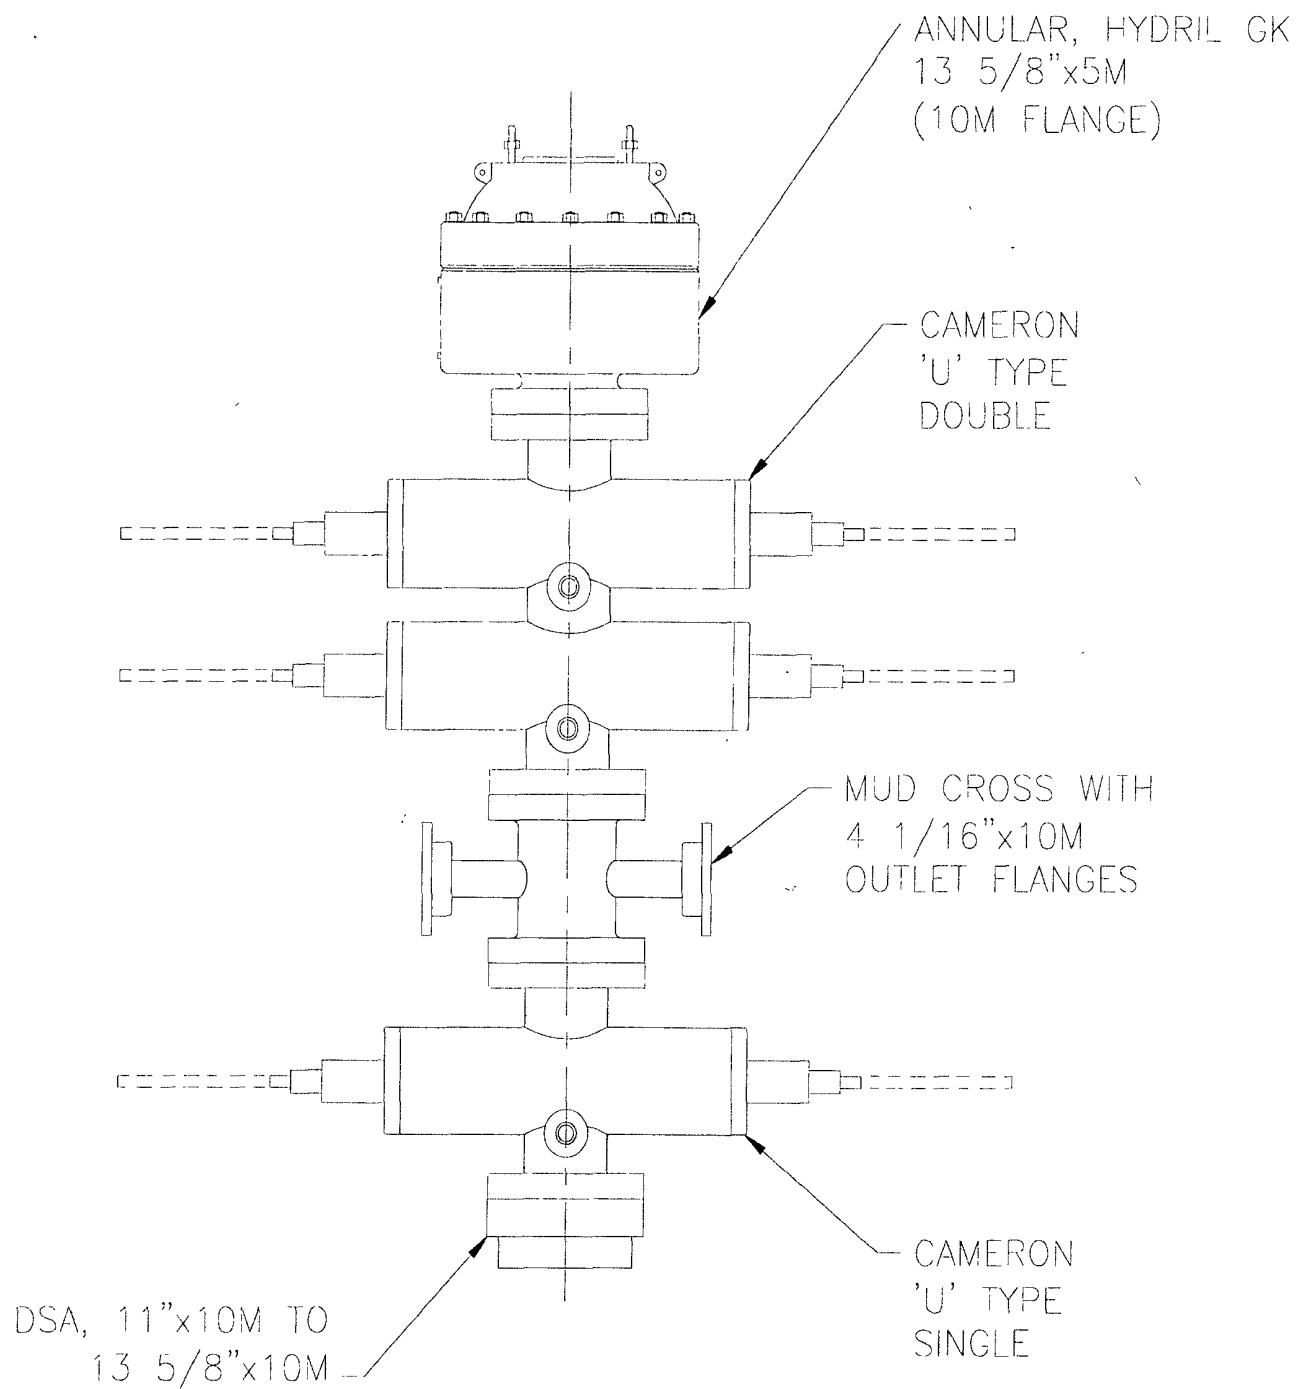 ANNULAR, HYDRIL GK
13 5/8"x5M
(10M FLANGE)
CAMERON
'U' TYPE
DOUBLE
MUD CROSS WITH
4 1/16"x10M
OUTLET FLANGES
CAMERON
'U' TYPE
SINGLE
DSA, 11"x10M TO
13 5/8"x10M